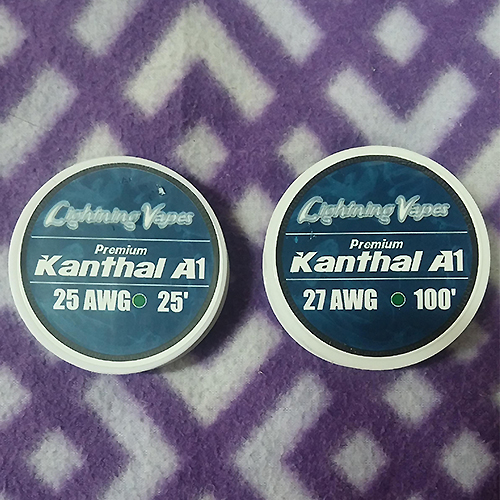 Lightning Vapes
Premium
Kanthal A1
25 AWG 25'
Lightning Vapes
Premium
Kanthal A1
27 AWG 100'